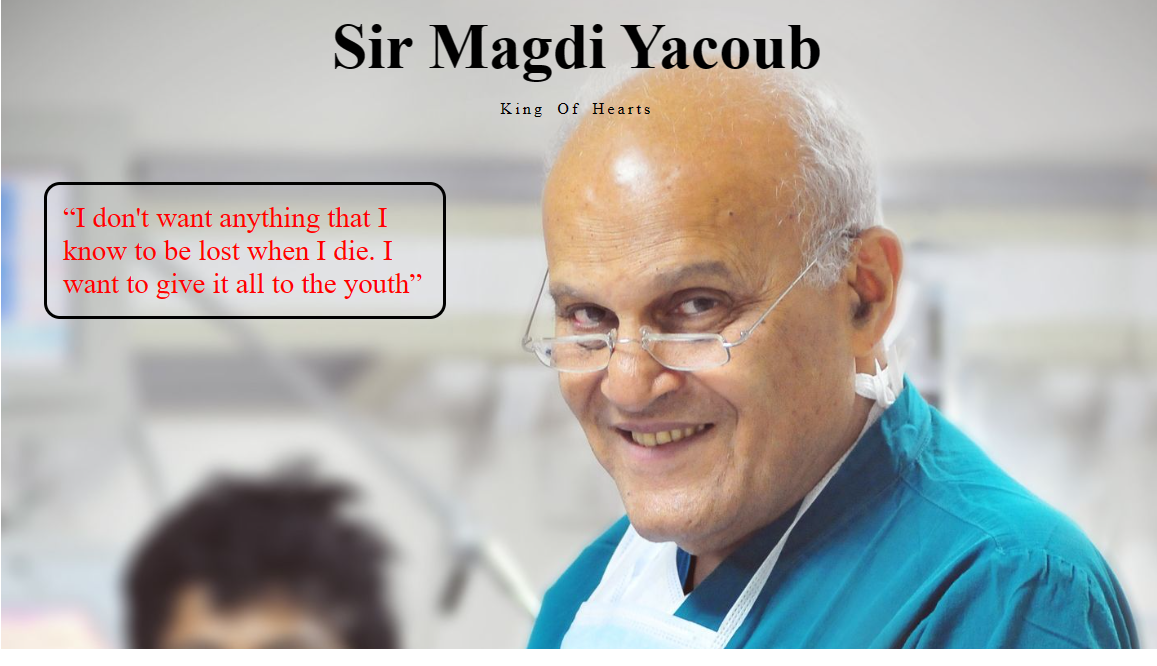 Sir Magdi Yacoub
King Of Hearts
“I don't want anything that I
know to be lost when I die. I
want to give it all to the youth”